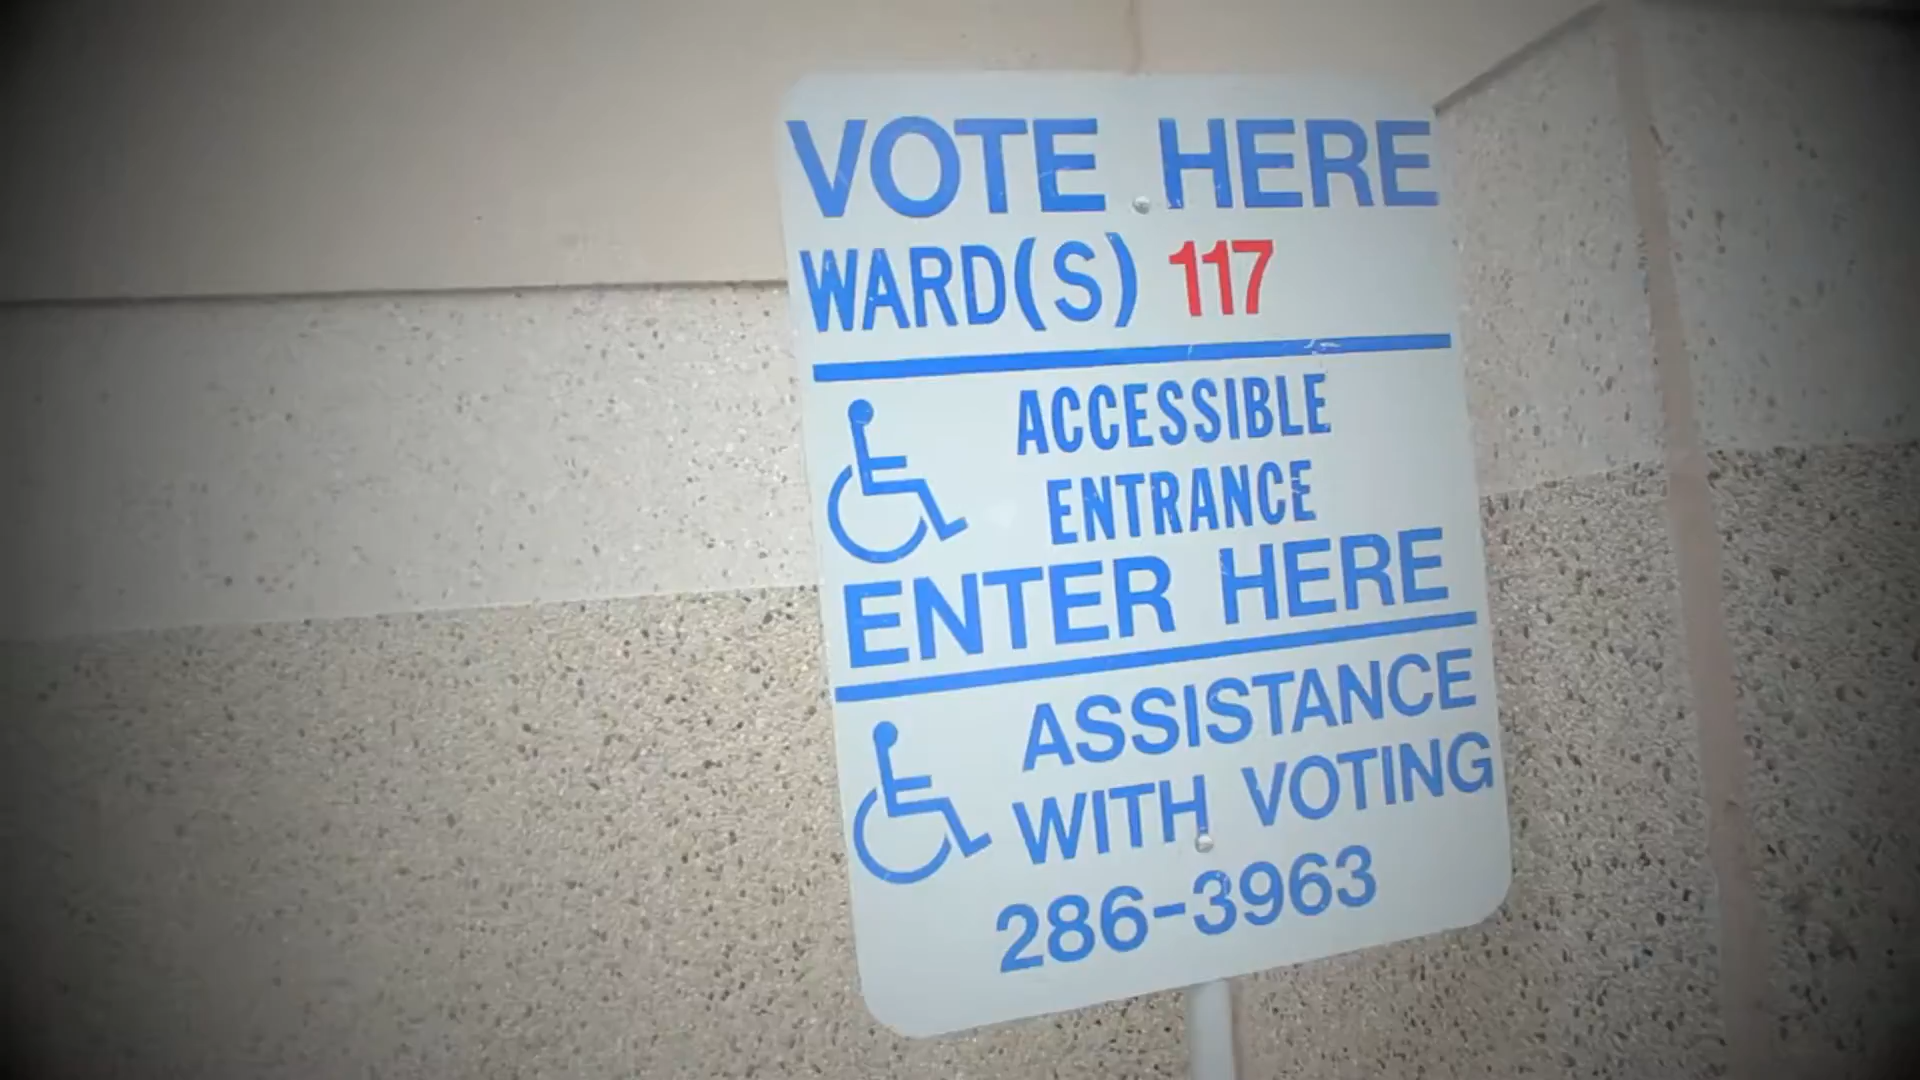 VOTE HERE
WARD(S) 117
ACCESSIBLE
ENTRANCE
ENTER HERE
ASSISTANCE
WITH VOTING
286-3963